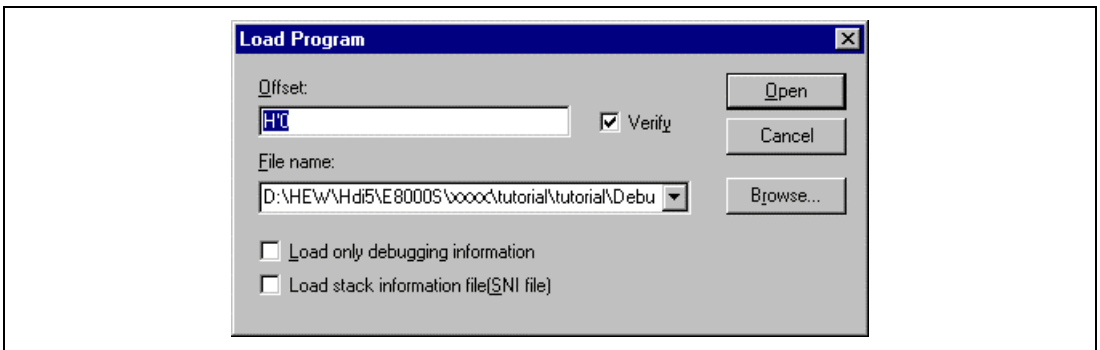 Load Program
Offset:
H'0
Verify
Open
Cancel
File name:
D:\HEW\Hdi5\E8000S\xxxx\tutorial\tutorial\Debu
Browse...
Load only debugging information
Load stack information file(SNI file)